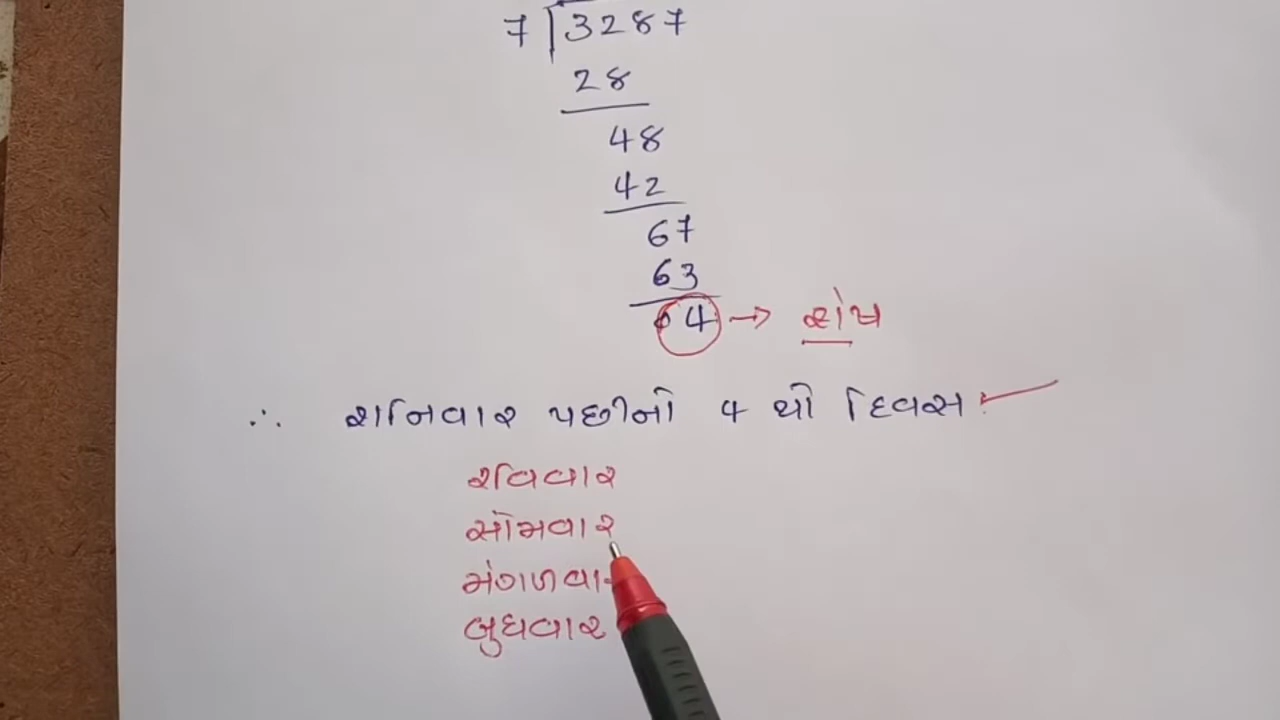 7 3287
28
48
42
67
63
04 → શેષ
∴ શનિવાર પછીનો 4 થો દિવસ
રવિવાર
સોમવાર
મંગળવા
બુધવાર